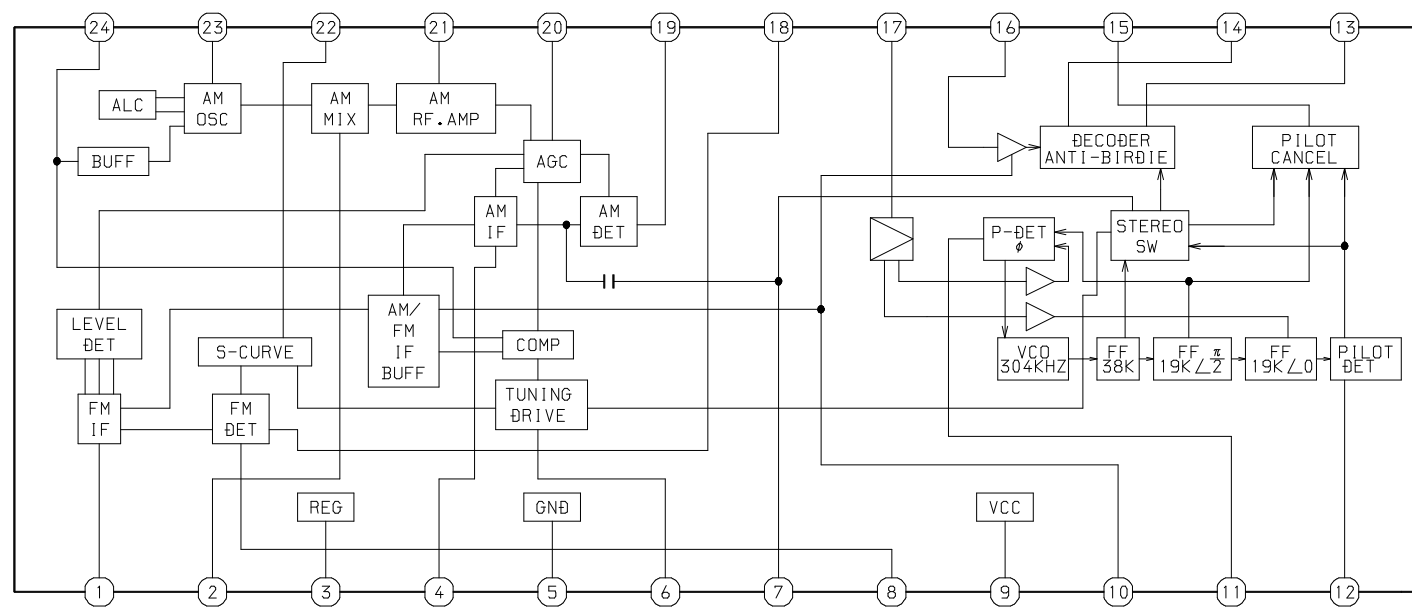 24 23 22 21 20 19 18 17 16 15 14 13
ALC
AM
OSC
AM
MIX
AM
RF.AMP
BUFF
AGC
DECODER
ANTI-BIRDIE
PILOT
CANCEL
AM
IF
AM
DET
P-DET
ϕ
STEREO
SW
LEVEL
DET
S-CURVE
AM/
FM
IF
BUFF
COMP
VCO
304KHZ
FF
38K
FF
19K∠π/2
FF
19K∠0
PILOT
DET
FM
IF
FM
DET
TUNING
DRIVE
REG
GND
VCC
1 2 3 4 5 6 7 8 9 10 11 12